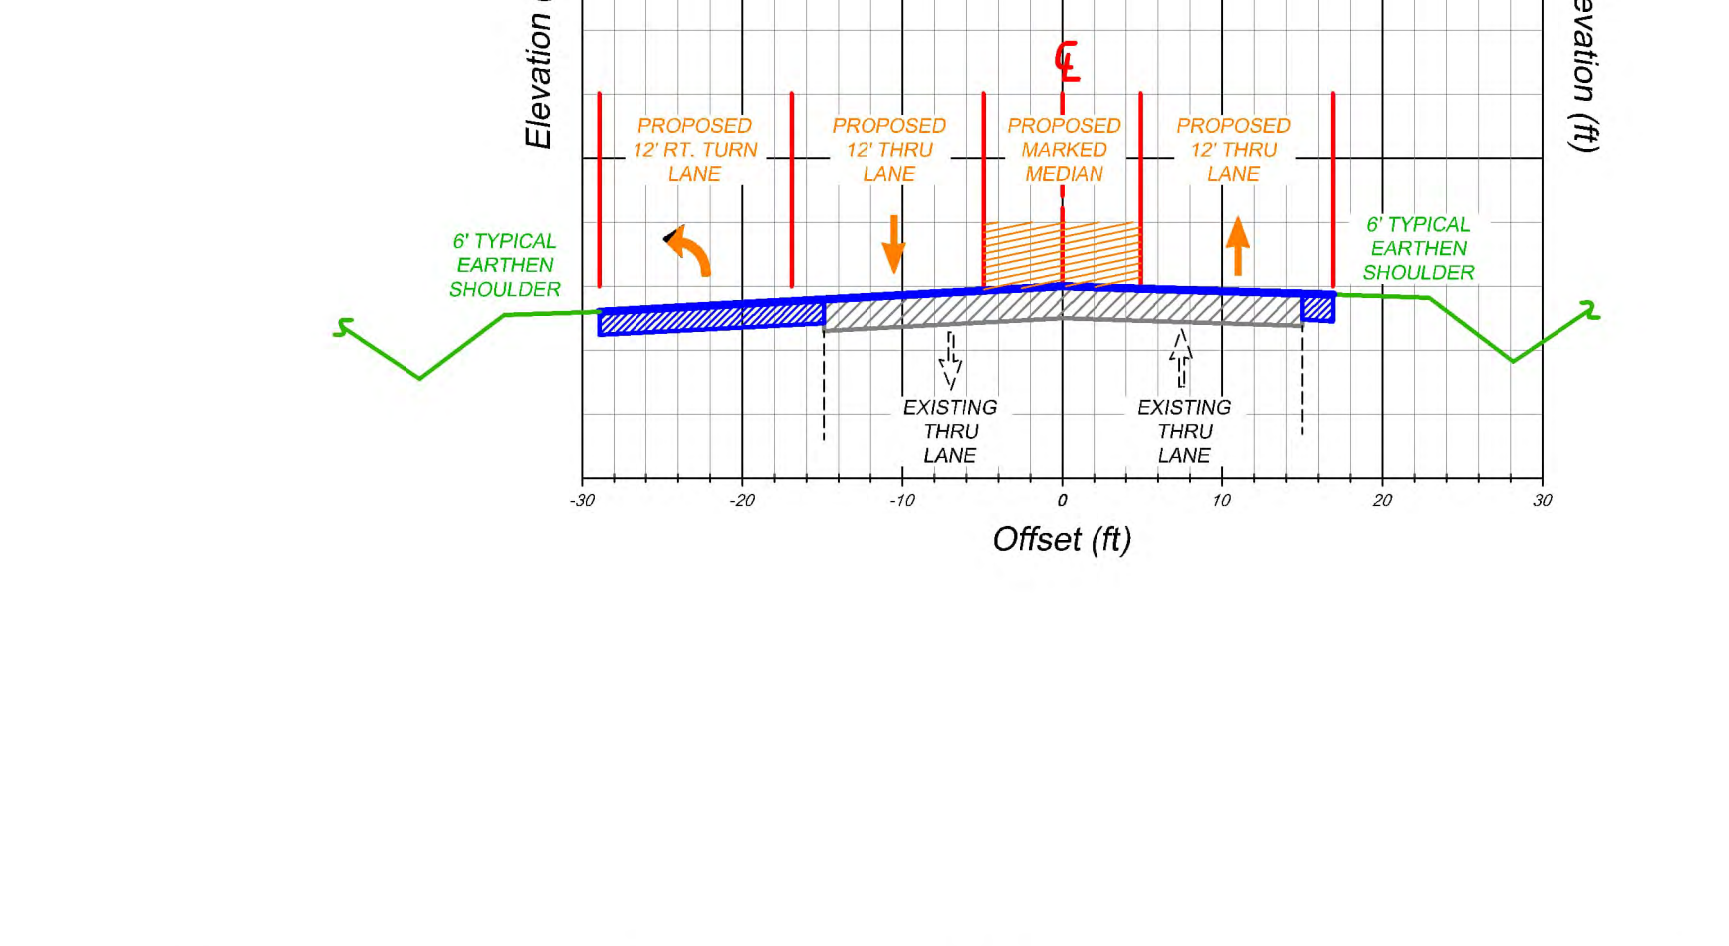 Elevation (
evation (ft)
℄
PROPOSED
12' RT. TURN
LANE
PROPOSED
12' THRU
LANE
PROPOSED
MARKED
MEDIAN
PROPOSED
12' THRU
LANE
6' TYPICAL
EARTHEN
SHOULDER
6' TYPICAL
EARTHEN
SHOULDER
EXISTING
THRU
LANE
EXISTING
THRU
LANE
-30 -20 -10 0 10 20 30
Offset (ft)